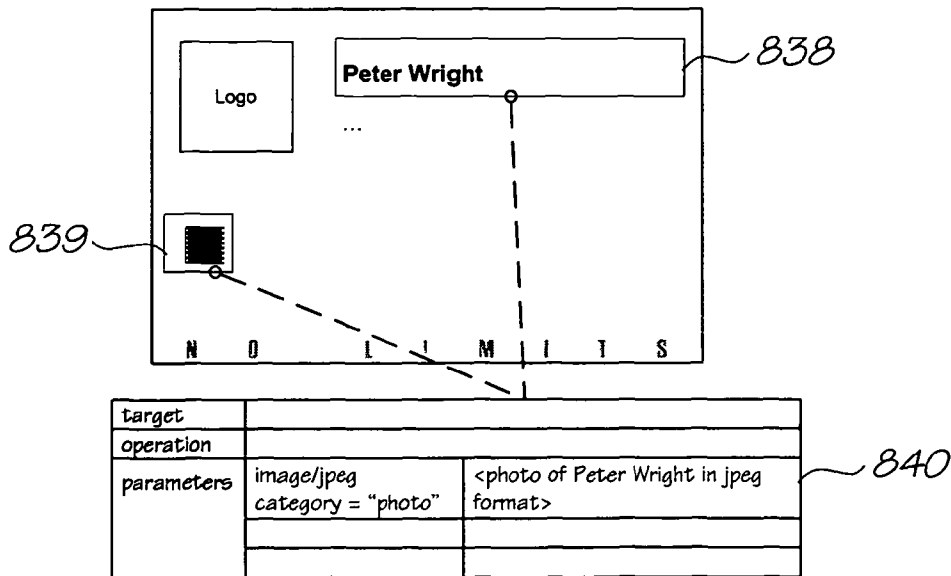 838
Peter Wright
Logo
...
839
N O L I M I T S
target
operation
parameters
image/jpeg
category = "photo"
<photo of Peter Wright in jpeg
format>
840